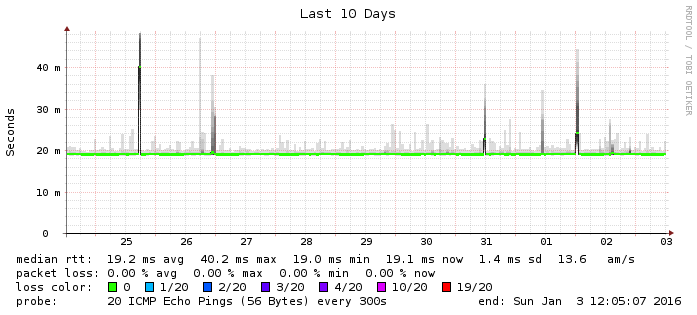 Last 10 Days
RRDTOOL / TOBI OETIKER
Seconds
40 m
30 m
20 m
10 m
0
25 26 27 28 29 30 31 01 02 03
median rtt: 19.2 ms avg 40.2 ms max 19.0 ms min 19.1 ms now 1.4 ms sd 13.6 am/s
packet loss: 0.00 % avg 0.00 % max 0.00 % min 0.00 % now
loss color: 0 1/20 2/20 3/20 4/20 10/20 19/20
probe: 20 ICMP Echo Pings (56 Bytes) every 300s end: Sun Jan 3 12:05:07 2016